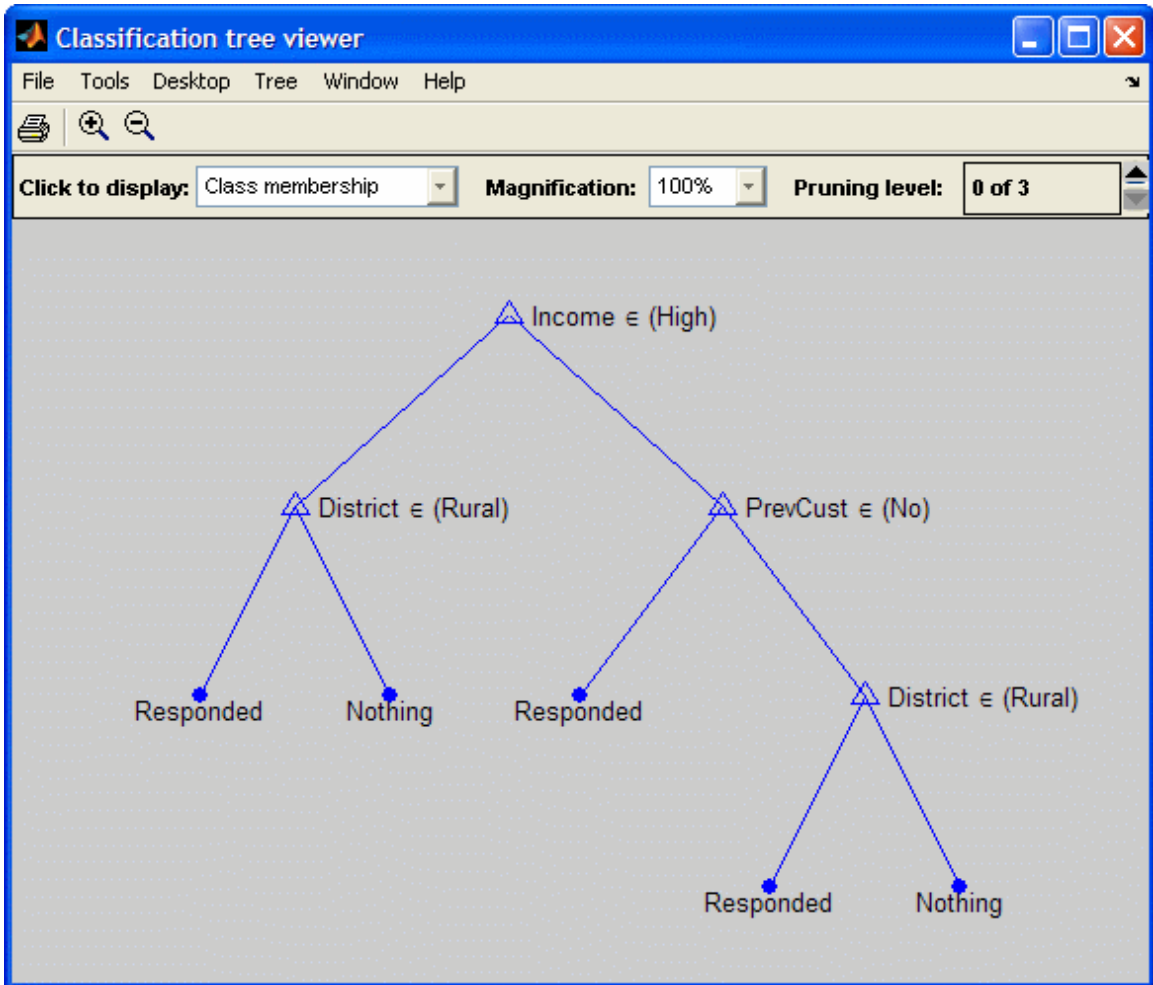 Classification tree viewer
File Tools Desktop Tree Window Help
Click to display: Class membership Magnification: 100% Pruning level: 0 of 3
Income ∈ (High)
District ∈ (Rural) PrevCust ∈ (No)
Responded Nothing Responded District ∈ (Rural)
Responded Nothing